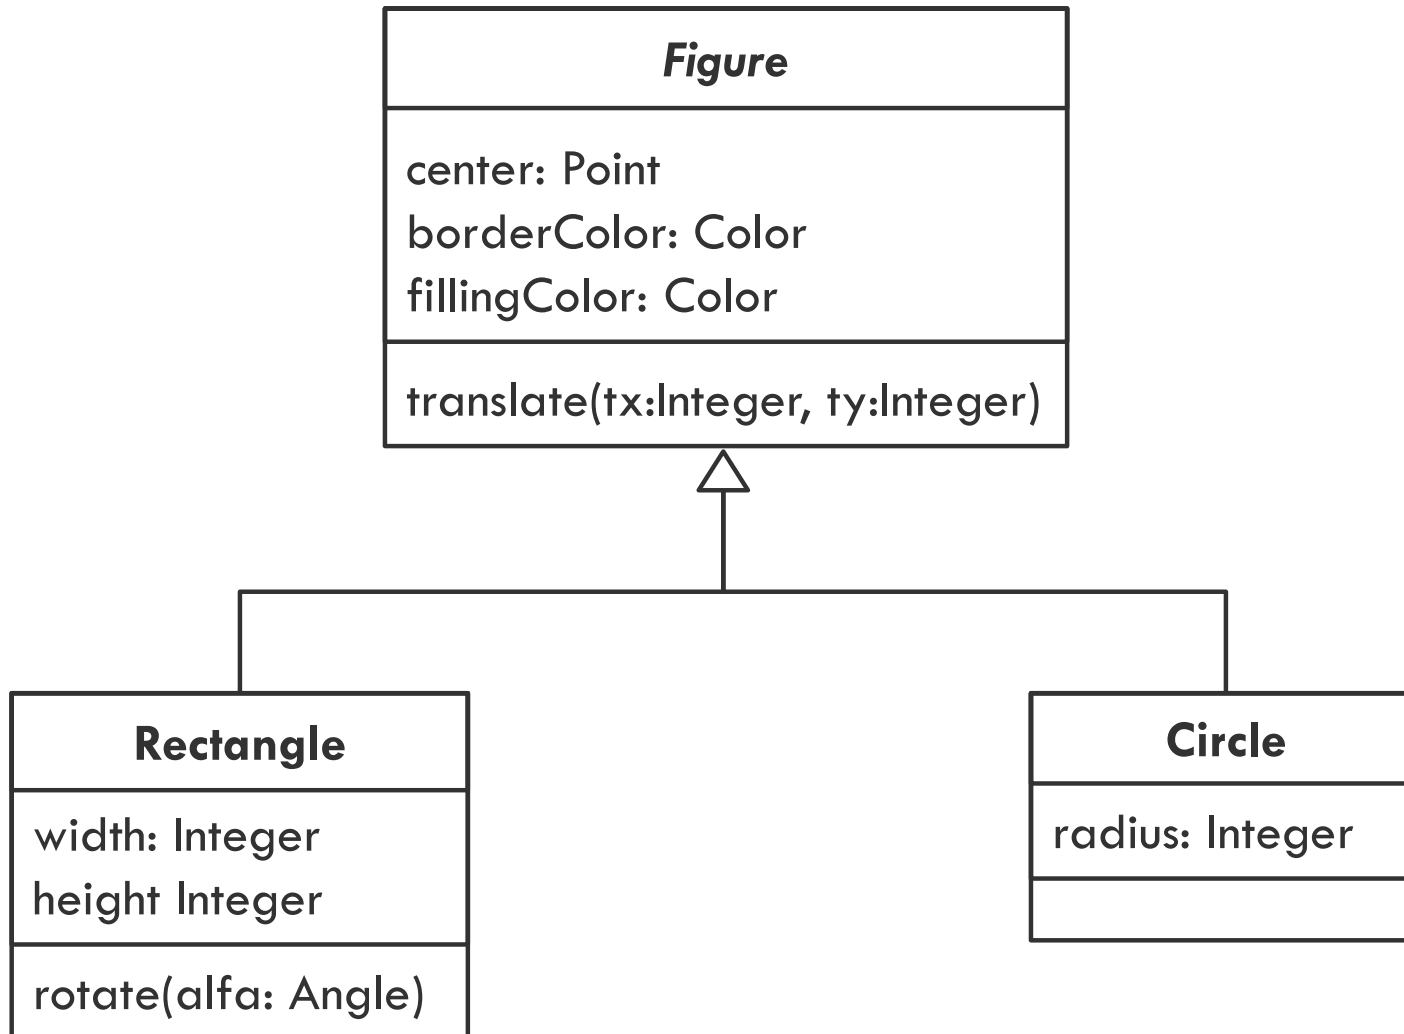 Figure
center: Point
borderColor: Color
fillingColor: Color
translate(tx:Integer, ty:Integer)
Rectangle
width: Integer
height Integer
rotate(alfa: Angle)
Circle
radius: Integer